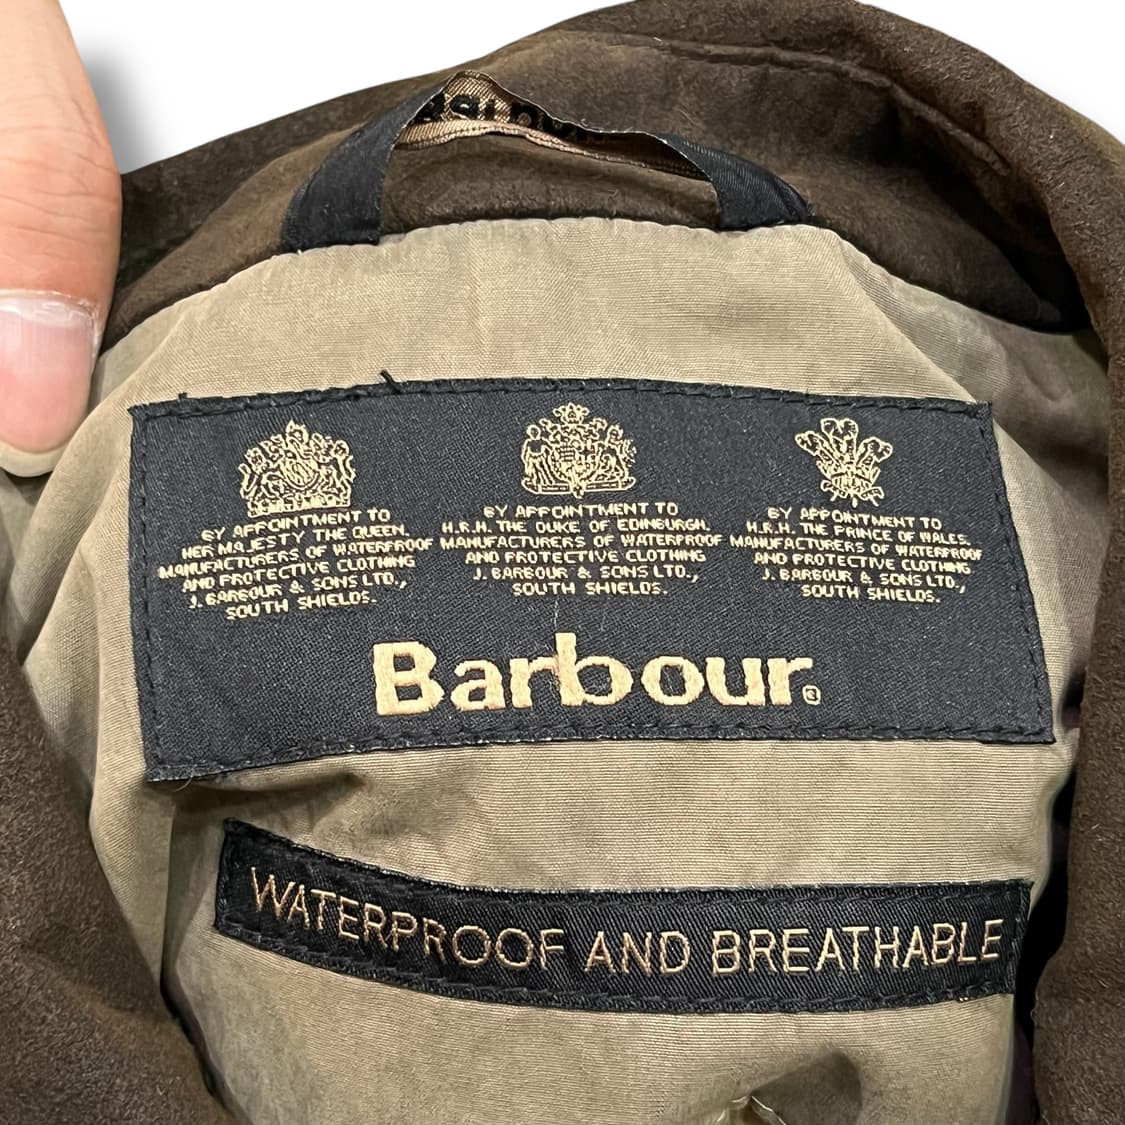 BY APPOINTMENT TO
HER MAJESTY THE QUEEN,
MANUFACTURERS OF WATERPROOF
AND PROTECTIVE CLOTHING
J. BARBOUR & SONS LTD.,
SOUTH SHIELDS.
BY APPOINTMENT TO
H.R.H. THE DUKE OF EDINBURGH,
MANUFACTURERS OF WATERPROOF
AND PROTECTIVE CLOTHING
J. BARBOUR & SONS LTD.,
SOUTH SHIELDS.
BY APPOINTMENT TO
H.R.H. THE PRINCE OF WALES,
MANUFACTURERS OF WATERPROOF
AND PROTECTIVE CLOTHING
J. BARBOUR & SONS LTD.,
SOUTH SHIELDS.
Barbour®
WATERPROOF AND BREATHABLE